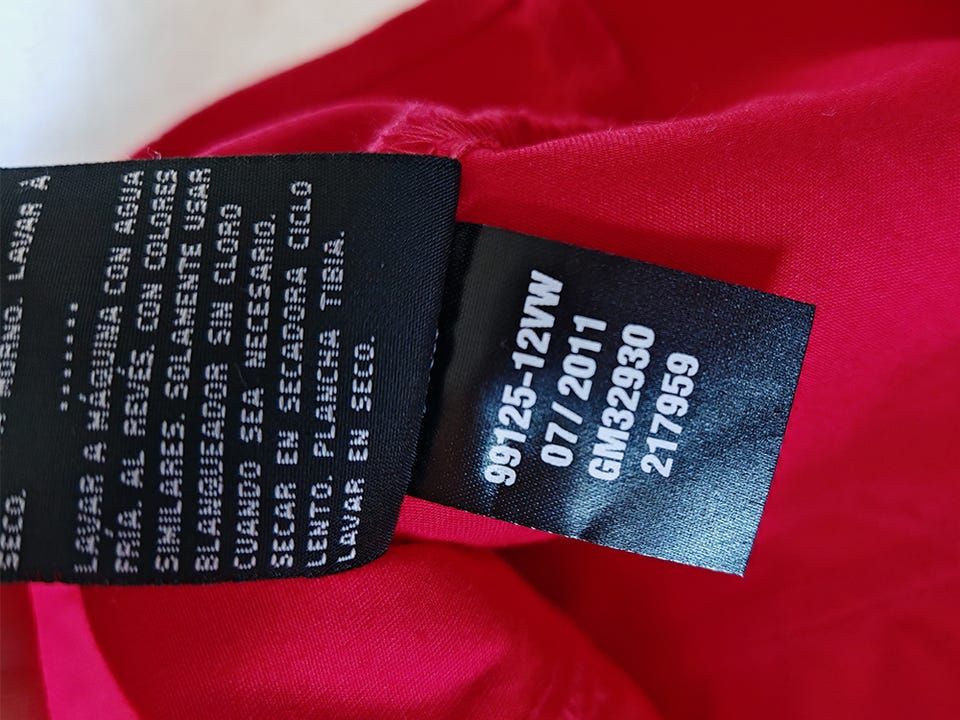 LAVAR À
SECO.
......
LAVAR A MÁQUINA CON AGUA
FRÍA, AL REVÉS, CON COLORES
SIMILARES. SOLAMENTE USAR
BLANQUEADOR SIN CLORO
CUANDO SEA NECESARIO.
SECAR EN SECADORA CICLO
LENTO. PLANCHA TIBIA.
LAVAR EN SECO.
99125-12VW
07/2011
GM32930
217959